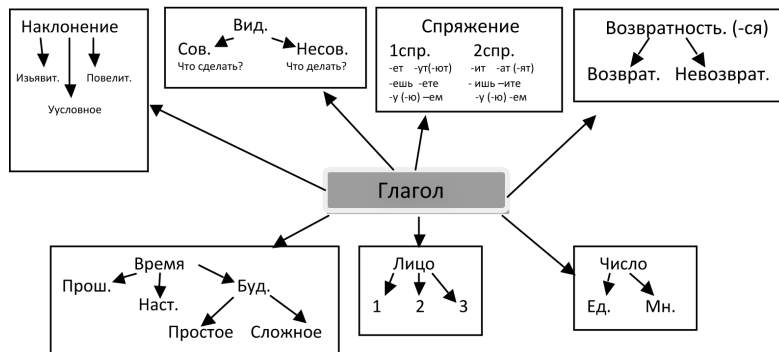 Наклонение
Изьявит. Повелит.
Уусловное
Вид.
Сов. Несов.
Что сделать? Что делать?
Спряжение
1спр. 2спр.
-ет -ут(-ют) -ит -ат (-ят)
-ешь -ете - ишь –ите
-у (-ю) –ем -у (-ю) -ем
Возвратность. (-ся)
Возврат. Невозврат.
Глагол
Время
Прош. Наст. Буд.
Простое Сложное
Лицо
1 2 3
Число
Ед. Мн.